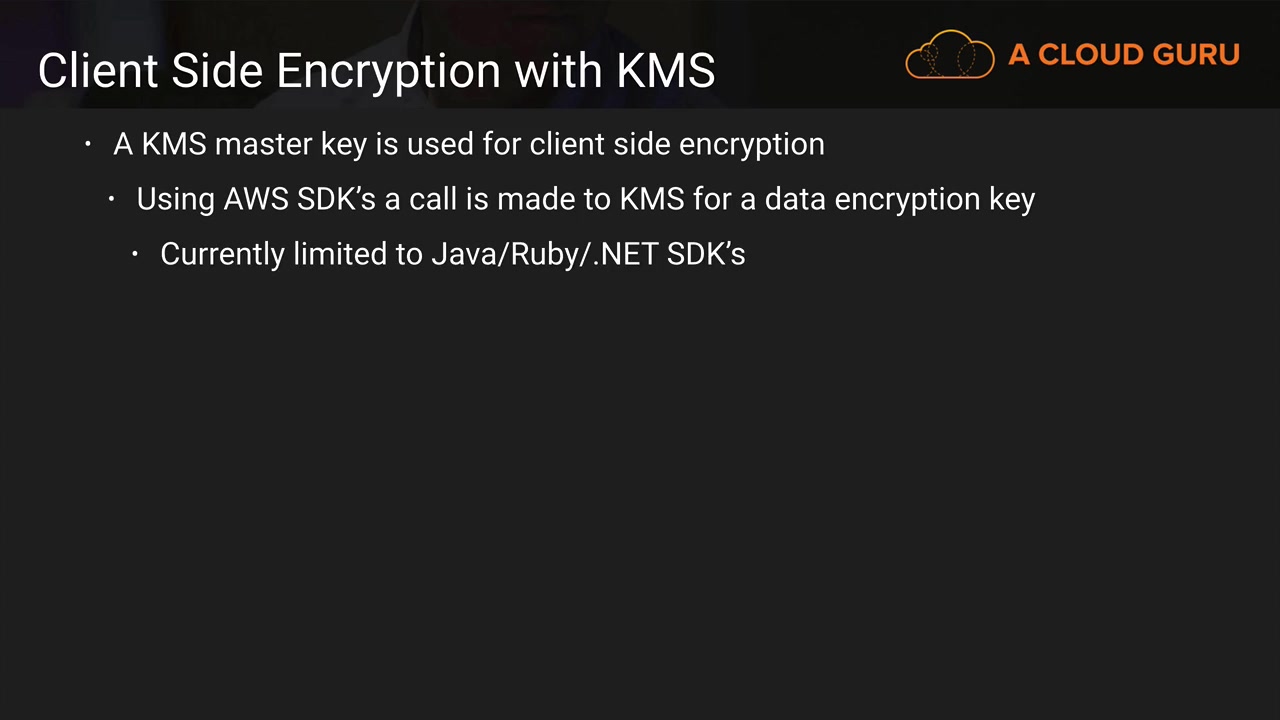 Client Side Encryption with KMS
A CLOUD GURU
· A KMS master key is used for client side encryption
· Using AWS SDK’s a call is made to KMS for a data encryption key
· Currently limited to Java/Ruby/.NET SDK’s